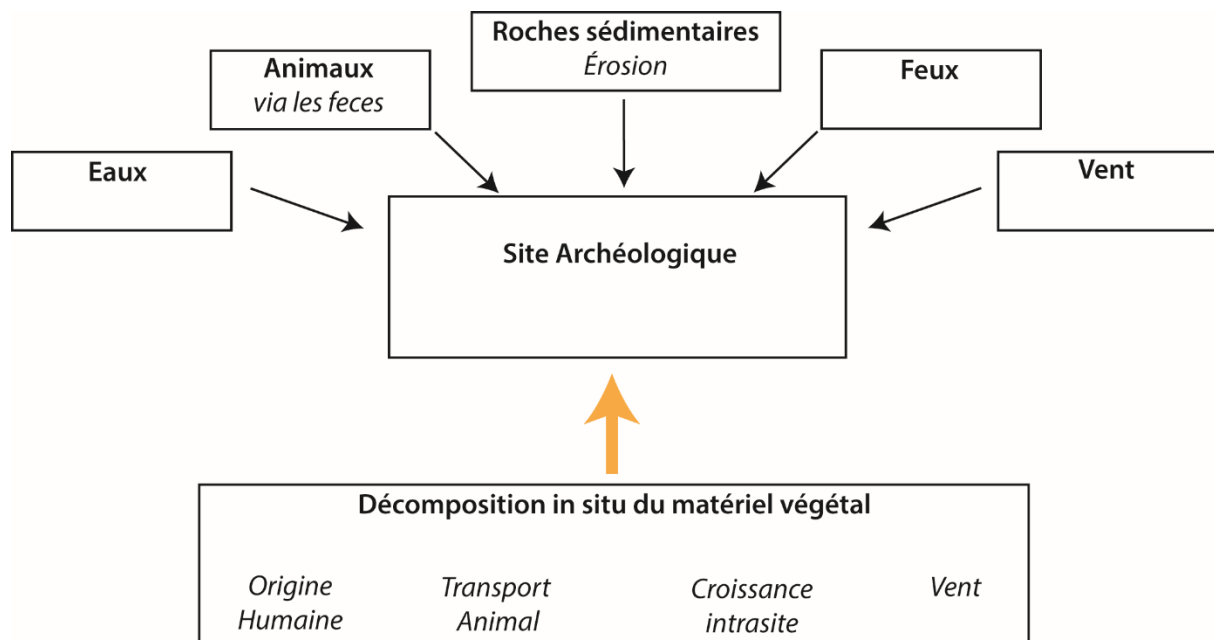 Roches sédimentaires
Érosion
Animaux
via les feces
Feux
Eaux
Vent
Site Archéologique
Décomposition in situ du matériel végétal
Origine
Humaine
Transport
Animal
Croissance
intrasite
Vent